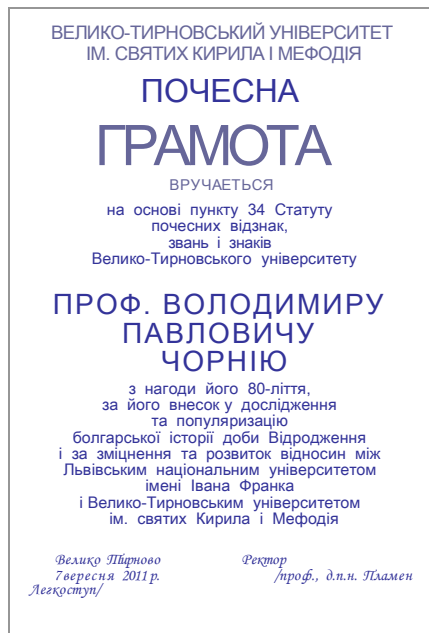 ВЕЛИКО-ТИРНОВСЬКИЙ УНІВЕРСИТЕТ
ІМ. СВЯТИХ КИРИЛА І МЕФОДІЯ
ПОЧЕСНА
ГРАМОТА
ВРУЧАЕТЬСЯ
на основі пункту 34 Статуту
почесних відзнак,
звань і знаків
Велико-Тирновського університету
ПРОФ. ВОЛОДИМИРУ
ПАВЛОВИЧУ
ЧОРНІЮ
з нагоди його 80-ліття,
за його внесок у дослідження
та популяризацію
болгарської історії доби Відродження
і за зміцнення та розвиток відносин між
Львівським національним університетом
імені Івана Франка
і Велико-Тирновським університетом
ім. святих Кирила і Мефодія
Велико Тирново Ректор
7вересня 2011 р. /проф., д.п.н. Пламен
Легкоступ/